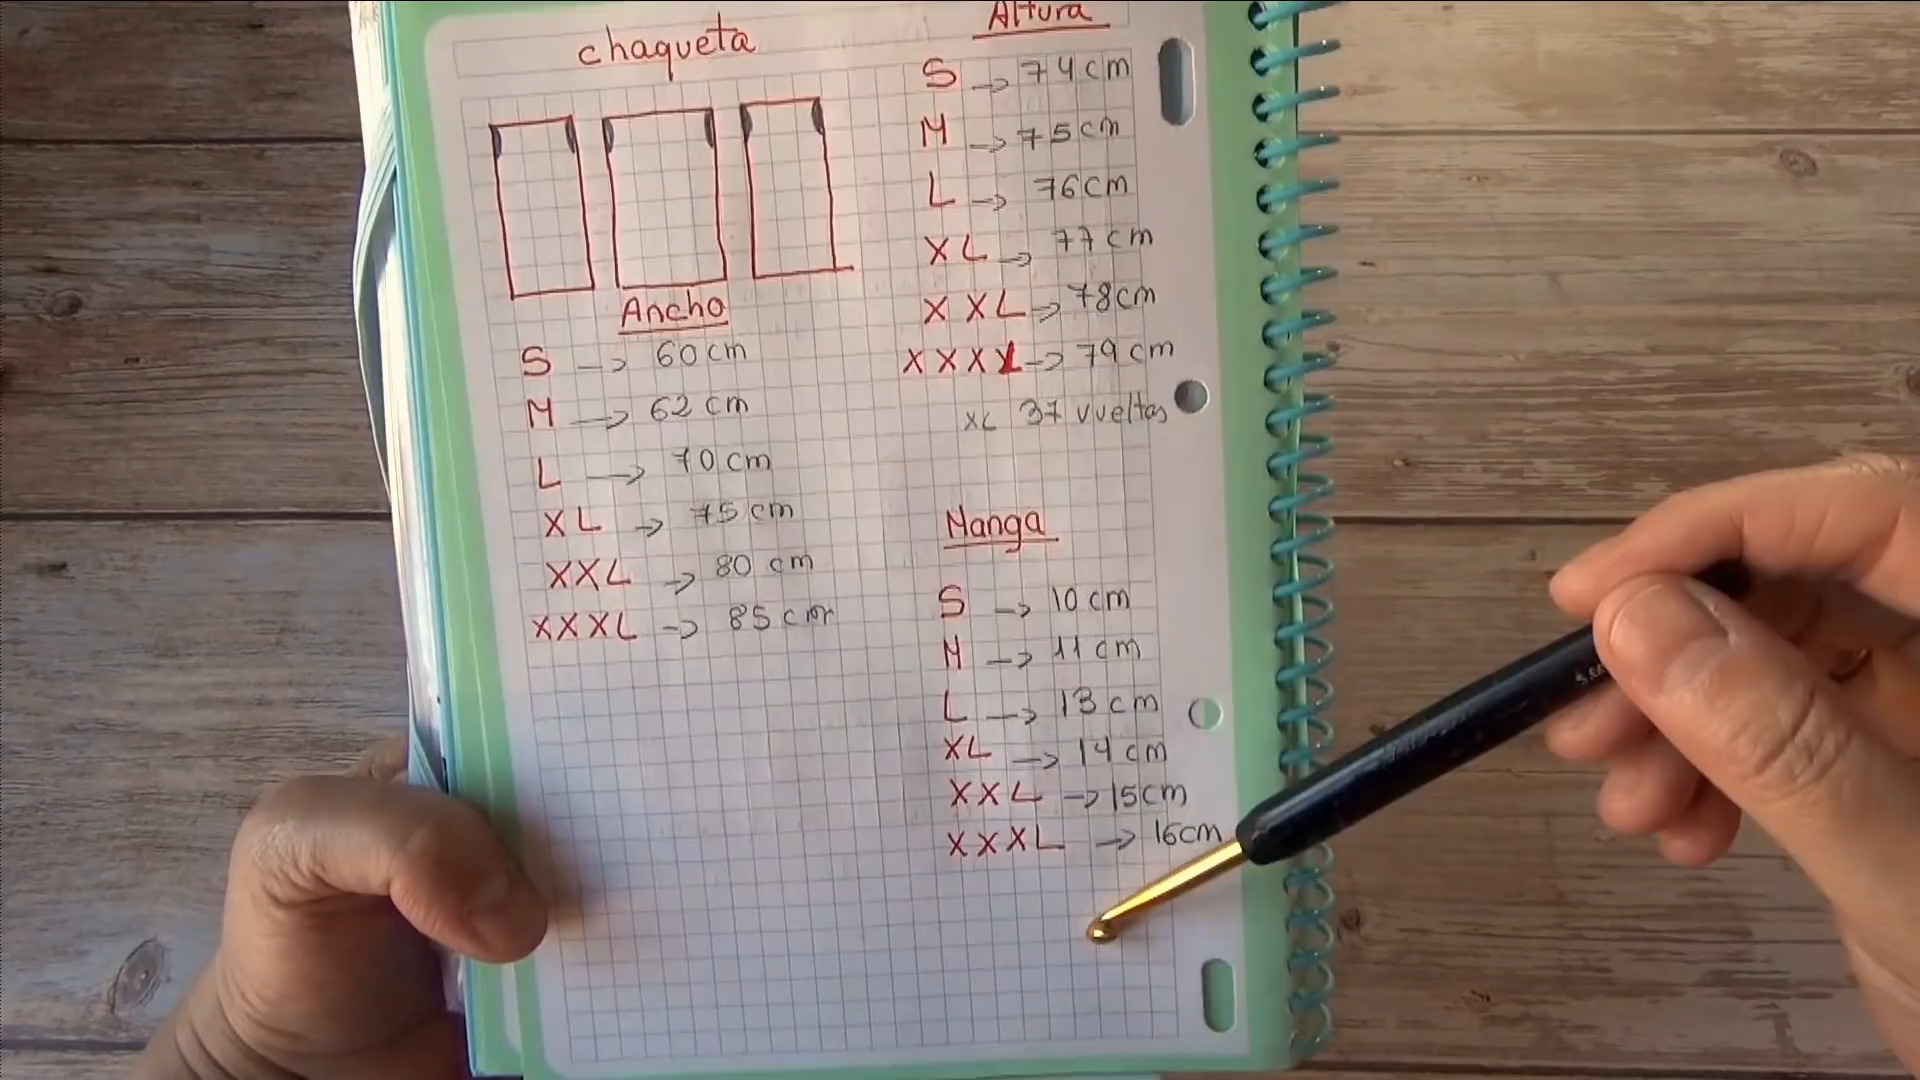 chaqueta
Ancho
S -> 60 cm
M -> 62 cm
L -> 70 cm
XL -> 75 cm
XXL -> 80 cm
XXXL -> 85 cm
Altura
S -> 74 cm
M -> 75 cm
L -> 76 cm
XL -> 77 cm
XXL -> 78 cm
XXXL -> 79 cm
XL 37 vueltas
Manga
S -> 10 cm
M -> 11 cm
L -> 13 cm
XL -> 14 cm
XXL -> 15 cm
XXXL -> 16 cm